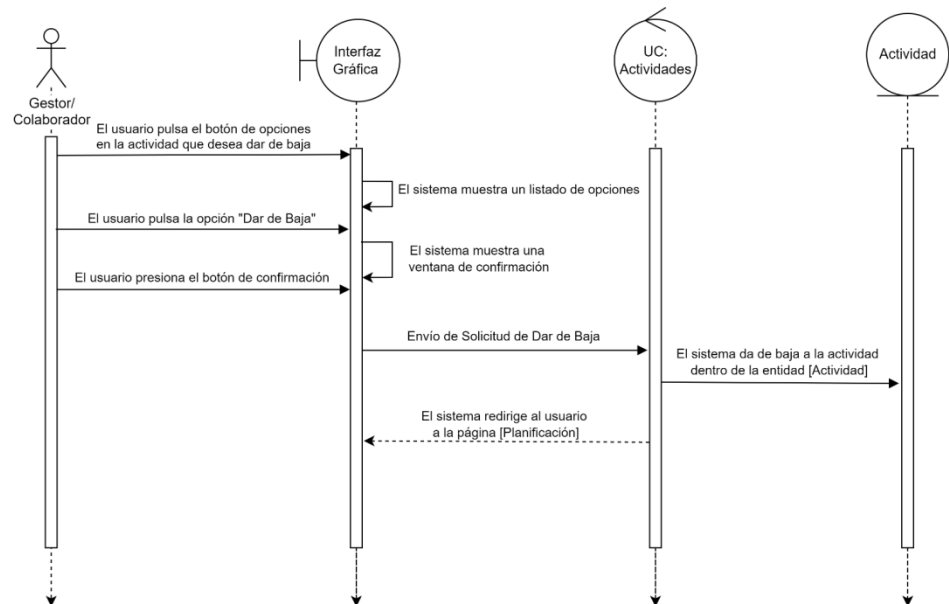 Gestor/
Colaborador
Interfaz
Gráfica
UC:
Actividades
Actividad
El usuario pulsa el botón de opciones
en la actividad que desea dar de baja
El sistema muestra un listado de opciones
El usuario pulsa la opción "Dar de Baja"
El sistema muestra una
ventana de confirmación
El usuario presiona el botón de confirmación
Envío de Solicitud de Dar de Baja
El sistema da de baja a la actividad
dentro de la entidad [Actividad]
El sistema redirige al usuario
a la página [Planificación]